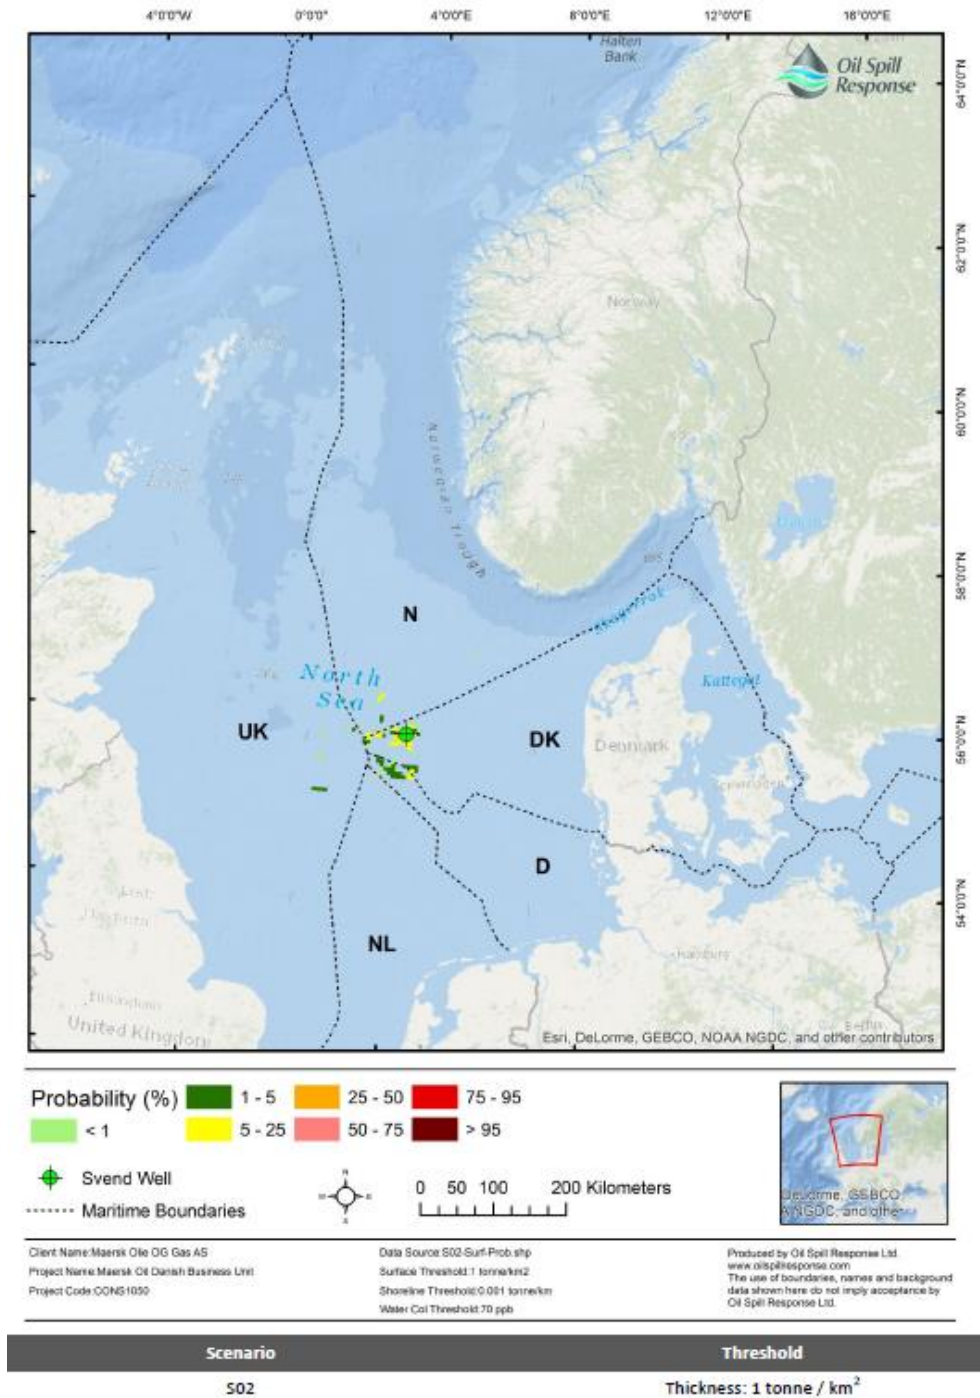 4°0'0"W 0°0'0" 4°0'0"E 8°0'0"E 12°0'0"E 18°0'0"E
Halten
Bank
Oil Spill
Response
64°0'0"N
62°0'0"N
Norway
60°0'0"N
Norwegian Trough
58°0'0"N
N
Skagerrak
North
Sea
Kattegat
UK
DK
Denmark
56°0'0"N
D
54°0'0"N
NL
Hamburg
Berlin
United Kingdom
Esri, DeLorme, GEBCO, NOAA NGDC, and other contributors
Probability (%) 1 - 5 25 - 50 75 - 95
< 1 5 - 25 50 - 75 > 95
Svend Well
Maritime Boundaries
0 50 100 200 Kilometers
DeLorme, GEBCO
A NGDC, and other
Client Name:Maersk Olie OG Gas AS
Project Name:Maersk Oil Danish Business Unit
Project Code:CONS1050
Data Source:S02-Surf-Prob.shp
Surface Threshold:1 tonne/km2
Shoreline Threshold:0.001 tonne/km
Water Col Threshold:70 ppb
Produced by Oil Spill Response Ltd.
www.oilspillresponse.com
The use of boundaries, names and background
data shown here do not imply acceptance by
Oil Spill Response Ltd.
Scenario Threshold
S02 Thickness: 1 tonne / km²